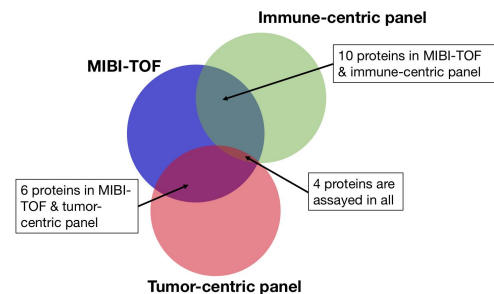 Immune-centric panel
MIBI-TOF
10 proteins in MIBI-TOF
& immune-centric panel
6 proteins in MIBI-
TOF & tumor-
centric panel
4 proteins are
assayed in all
Tumor-centric panel